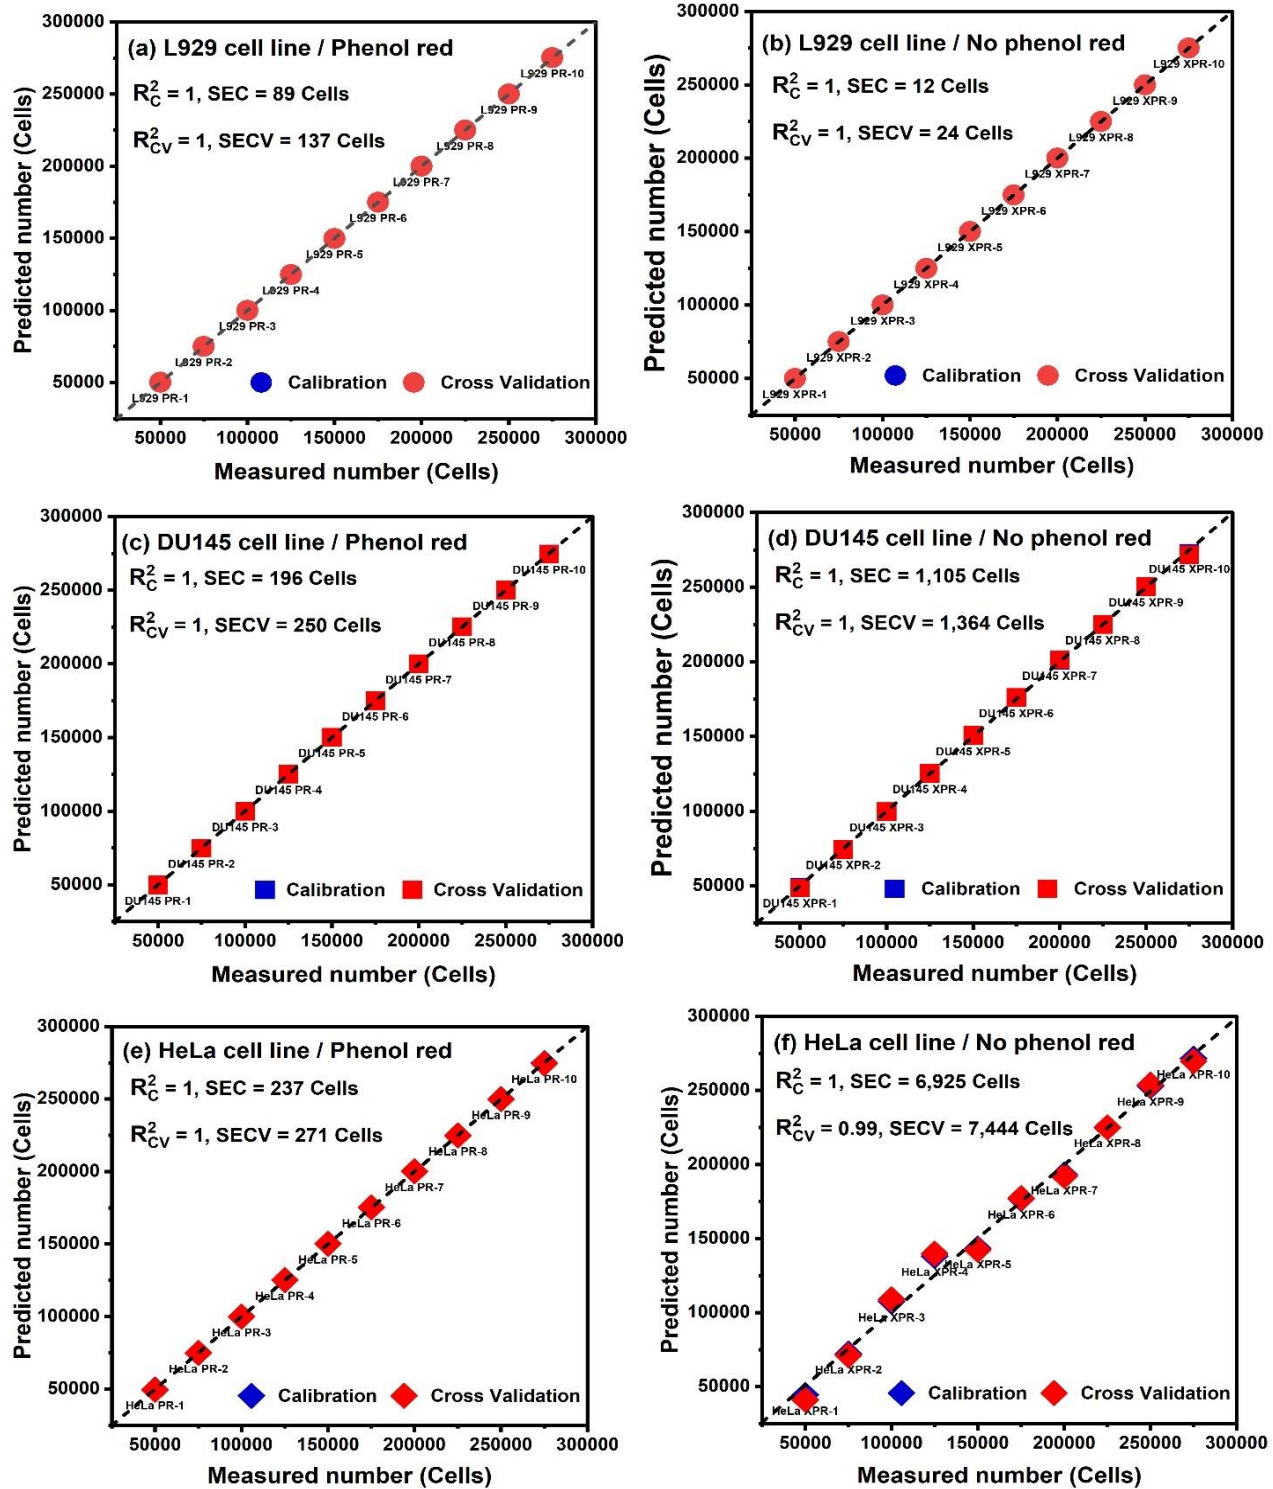 (a) L929 cell line / Phenol red
R²C = 1, SEC = 89 Cells
R²CV = 1, SECV = 137 Cells
Predicted number (Cells)
300000
250000
200000
150000
100000
50000
L929 PR-10
L929 PR-9
L929 PR-8
L929 PR-7
L929 PR-6
L929 PR-5
L929 PR-4
L929 PR-3
L929 PR-2
L929 PR-1
Calibration Cross Validation
50000 100000 150000 200000 250000 300000
Measured number (Cells)
(b) L929 cell line / No phenol red
R²C = 1, SEC = 12 Cells
R²CV = 1, SECV = 24 Cells
Predicted number (Cells)
300000
250000
200000
150000
100000
50000
L929 XPR-10
L929 XPR-9
L929 XPR-8
L929 XPR-7
L929 XPR-6
L929 XPR-5
L929 XPR-4
L929 XPR-3
L929 XPR-2
L929 XPR-1
Calibration Cross Validation
50000 100000 150000 200000 250000 300000
Measured number (Cells)
(c) DU145 cell line / Phenol red
R²C = 1, SEC = 196 Cells
R²CV = 1, SECV = 250 Cells
Predicted number (Cells)
300000
250000
200000
150000
100000
50000
DU145 PR-10
DU145 PR-9
DU145 PR-8
DU145 PR-7
DU145 PR-6
DU145 PR-5
DU145 PR-4
DU145 PR-3
DU145 PR-2
DU145 PR-1
Calibration Cross Validation
50000 100000 150000 200000 250000 300000
Measured number (Cells)
(d) DU145 cell line / No phenol red
R²C = 1, SEC = 1,105 Cells
R²CV = 1, SECV = 1,364 Cells
Predicted number (Cells)
300000
250000
200000
150000
100000
50000
DU145 XPR-10
DU145 XPR-9
DU145 XPR-8
DU145 XPR-7
DU145 XPR-6
DU145 XPR-5
DU145 XPR-4
DU145 XPR-3
DU145 XPR-2
DU145 XPR-1
Calibration Cross Validation
50000 100000 150000 200000 250000 300000
Measured number (Cells)
(e) HeLa cell line / Phenol red
R²C = 1, SEC = 237 Cells
R²CV = 1, SECV = 271 Cells
Predicted number (Cells)
300000
250000
200000
150000
100000
50000
HeLa PR-10
HeLa PR-9
HeLa PR-8
HeLa PR-7
HeLa PR-6
HeLa PR-5
HeLa PR-4
HeLa PR-3
HeLa PR-2
HeLa PR-1
Calibration Cross Validation
50000 100000 150000 200000 250000 300000
Measured number (Cells)
(f) HeLa cell line / No phenol red
R²C = 1, SEC = 6,925 Cells
R²CV = 0.99, SECV = 7,444 Cells
Predicted number (Cells)
300000
250000
200000
150000
100000
50000
HeLa XPR-10
HeLa XPR-9
HeLa XPR-8
HeLa XPR-7
HeLa XPR-6
HeLa XPR-5
HeLa XPR-4
HeLa XPR-3
HeLa XPR-2
HeLa XPR-1
Calibration Cross Validation
50000 100000 150000 200000 250000 300000
Measured number (Cells)